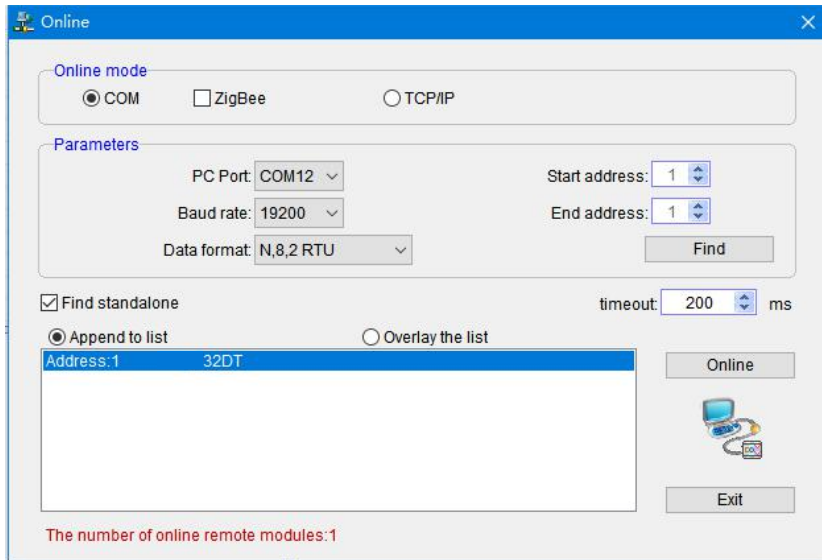 Online
Online mode
COM ZigBee TCP/IP
Parameters
PC Port: COM12 Start address: 1
Baud rate: 19200 End address: 1
Data format: N,8,2 RTU Find
Find standalone timeout: 200 ms
Append to list Overlay the list
Address:1 32DT
Online
Exit
The number of online remote modules:1